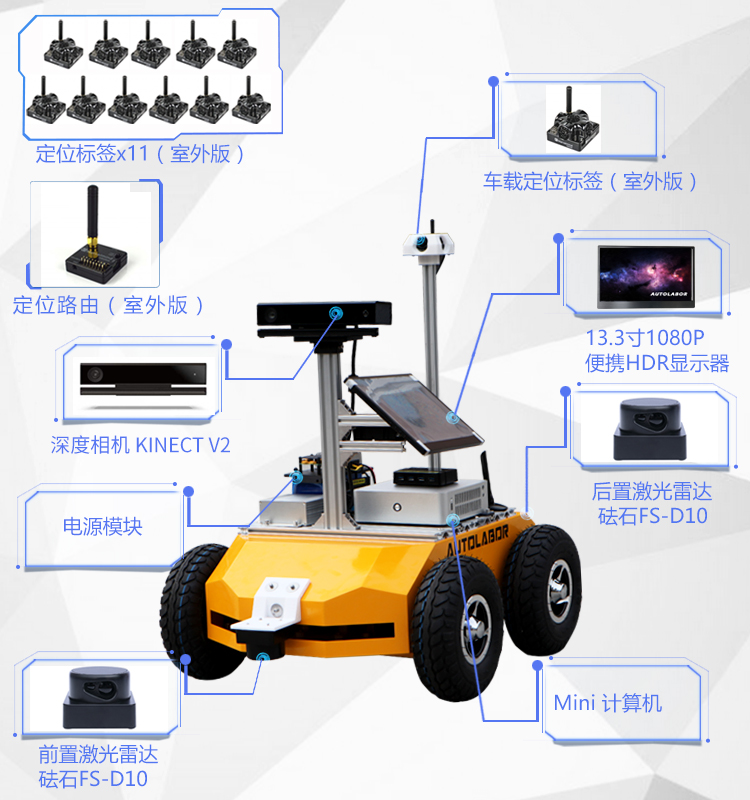 定位标签x11（室外版）
车载定位标签（室外版）
定位路由（室外版）
AUTOLABOR
13.3寸1080P
便携HDR显示器
深度相机 KINECT V2
后置激光雷达
砝石FS-D10
电源模块
AUTOLABOR
Mini 计算机
前置激光雷达
砝石FS-D10